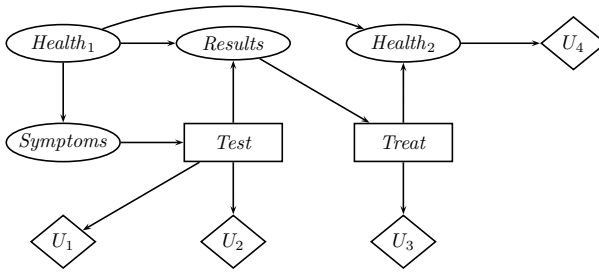 Health₁
Results
Health₂
U₄
Symptoms
Test
Treat
U₁
U₂
U₃